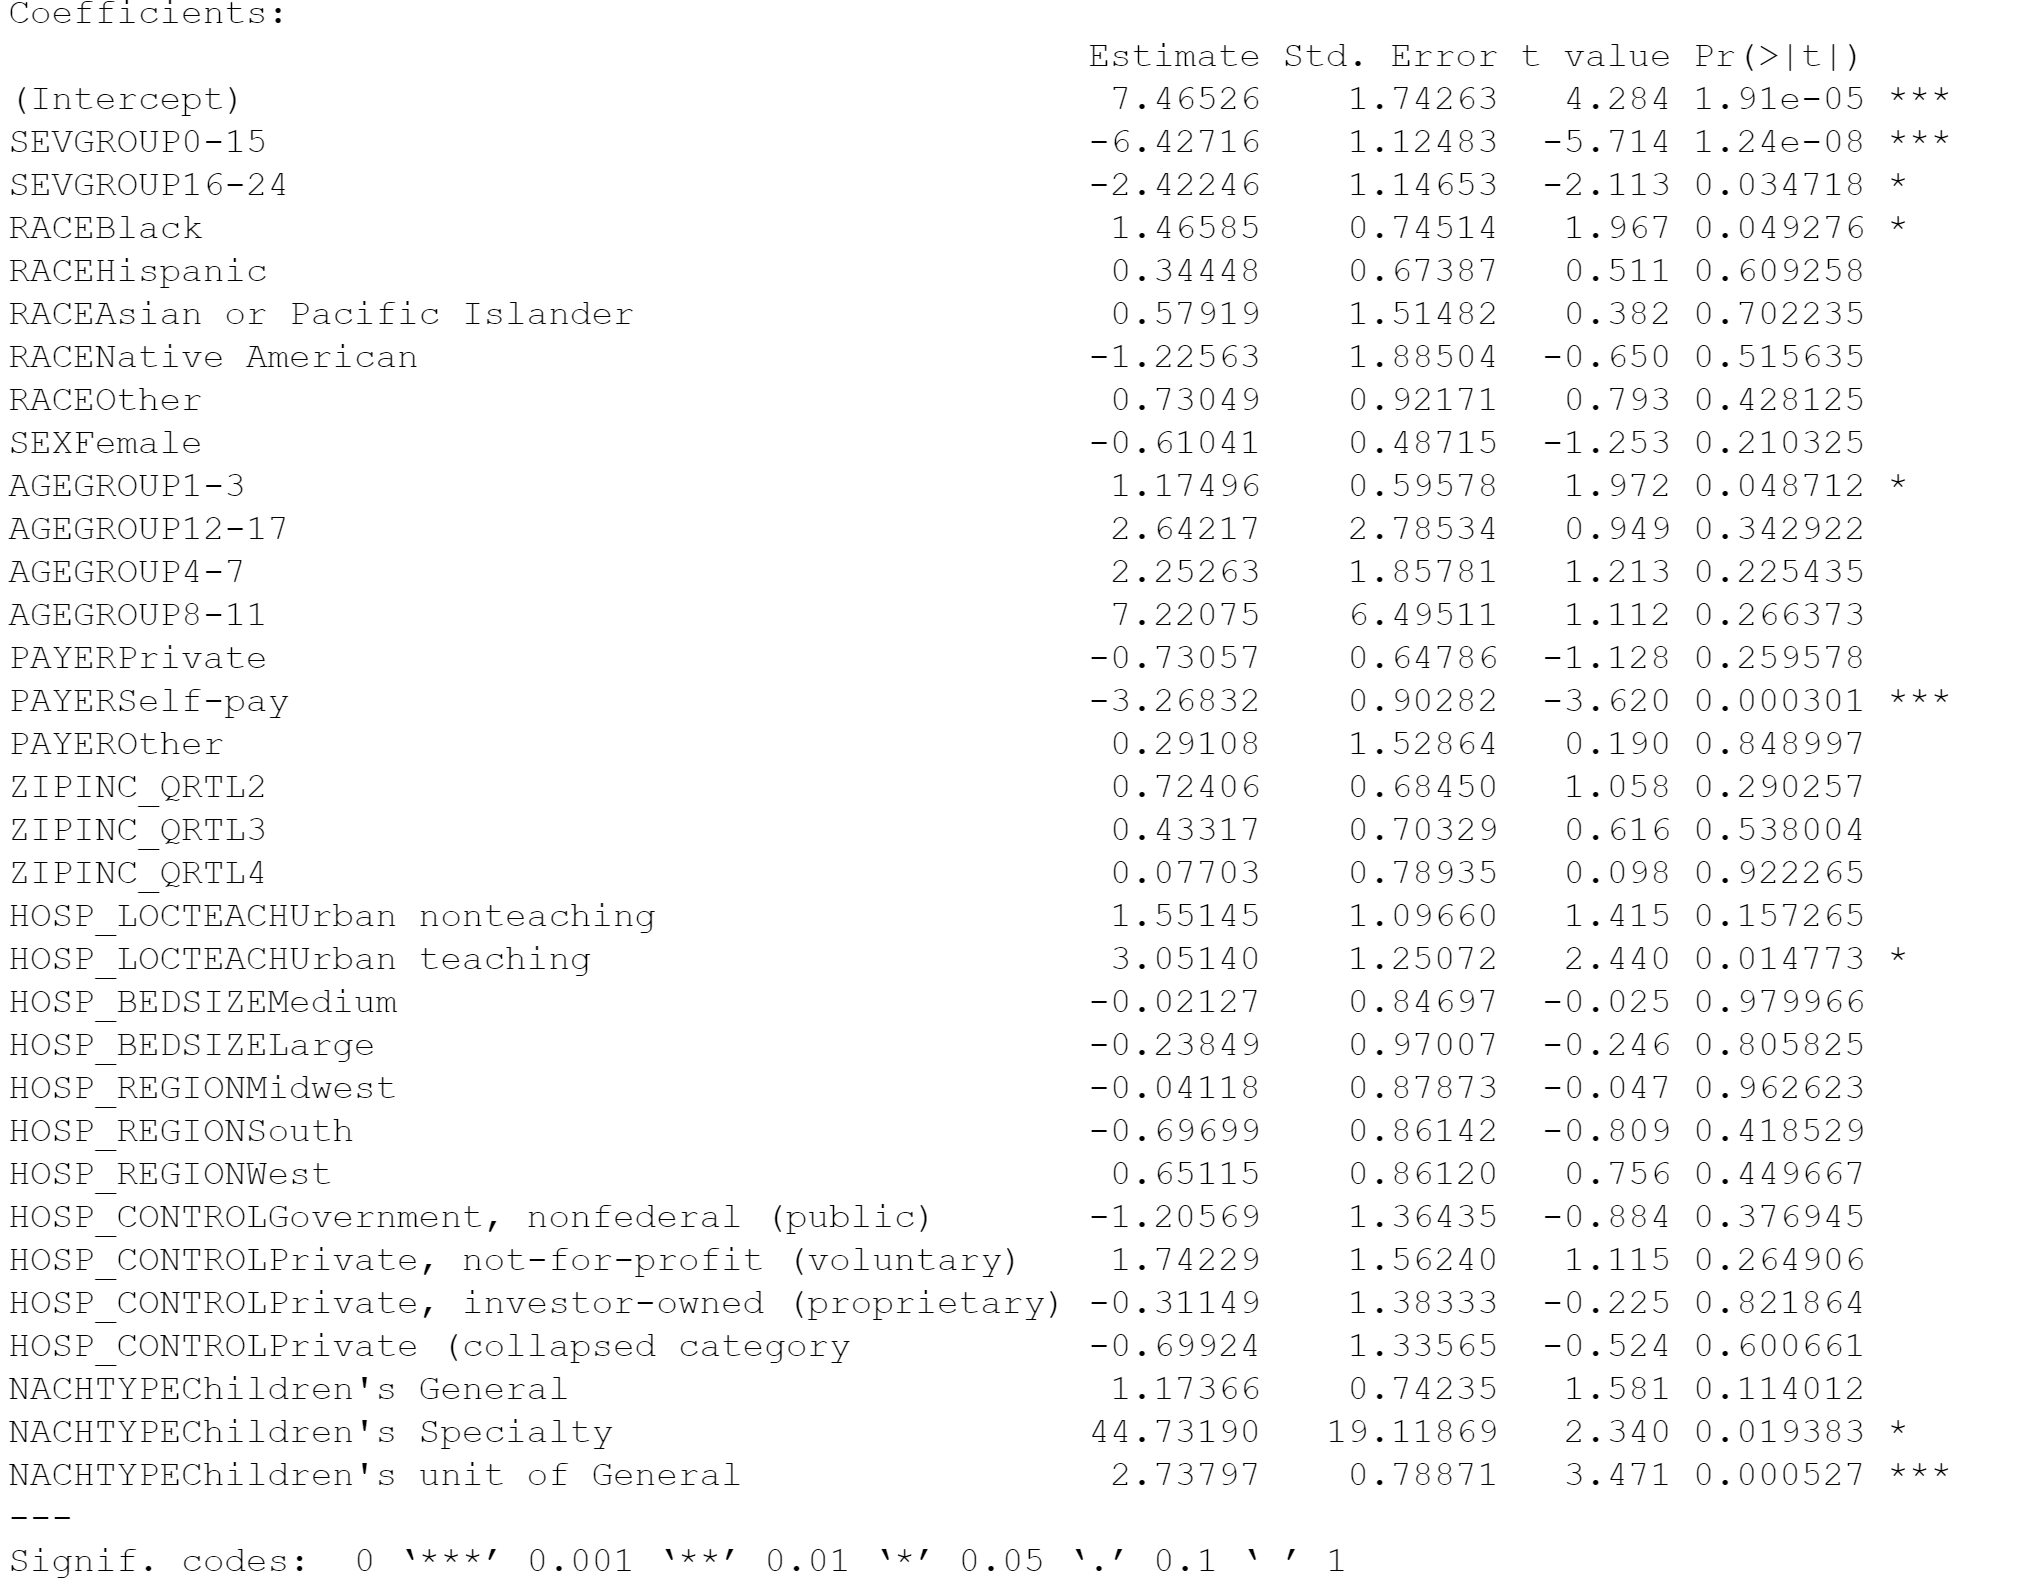 Coefficients:
Estimate Std. Error t value Pr(>|t|)
(Intercept) 7.46526 1.74263 4.284 1.91e-05 ***
SEVGROUP0-15 -6.42716 1.12483 -5.714 1.24e-08 ***
SEVGROUP16-24 -2.42246 1.14653 -2.113 0.034718 *
RACEBlack 1.46585 0.74514 1.967 0.049276 *
RACEHispanic 0.34448 0.67387 0.511 0.609258
RACEAsian or Pacific Islander 0.57919 1.51482 0.382 0.702235
RACENative American -1.22563 1.88504 -0.650 0.515635
RACEOther 0.73049 0.92171 0.793 0.428125
SEXFemale -0.61041 0.48715 -1.253 0.210325
AGEGROUP1-3 1.17496 0.59578 1.972 0.048712 *
AGEGROUP12-17 2.64217 2.78534 0.949 0.342922
AGEGROUP4-7 2.25263 1.85781 1.213 0.225435
AGEGROUP8-11 7.22075 6.49511 1.112 0.266373
PAYERPrivate -0.73057 0.64786 -1.128 0.259578
PAYERSelf-pay -3.26832 0.90282 -3.620 0.000301 ***
PAYEROther 0.29108 1.52864 0.190 0.848997
ZIPINC_QRTL2 0.72406 0.68450 1.058 0.290257
ZIPINC_QRTL3 0.43317 0.70329 0.616 0.538004
ZIPINC_QRTL4 0.07703 0.78935 0.098 0.922265
HOSP_LOCTEACHUrban nonteaching 1.55145 1.09660 1.415 0.157265
HOSP_LOCTEACHUrban teaching 3.05140 1.25072 2.440 0.014773 *
HOSP_BEDSIZEMedium -0.02127 0.84697 -0.025 0.979966
HOSP_BEDSIZELarge -0.23849 0.97007 -0.246 0.805825
HOSP_REGIONMidwest -0.04118 0.87873 -0.047 0.962623
HOSP_REGIONSouth -0.69699 0.86142 -0.809 0.418529
HOSP_REGIONWest 0.65115 0.86120 0.756 0.449667
HOSP_CONTROLGovernment, nonfederal (public) -1.20569 1.36435 -0.884 0.376945
HOSP_CONTROLPrivate, not-for-profit (voluntary) 1.74229 1.56240 1.115 0.264906
HOSP_CONTROLPrivate, investor-owned (proprietary) -0.31149 1.38333 -0.225 0.821864
HOSP_CONTROLPrivate (collapsed category -0.69924 1.33565 -0.524 0.600661
NACHTYPEChildren's General 1.17366 0.74235 1.581 0.114012
NACHTYPEChildren's Specialty 44.73190 19.11869 2.340 0.019383 *
NACHTYPEChildren's unit of General 2.73797 0.78871 3.471 0.000527 ***
---
Signif. codes: 0 ‘***’ 0.001 ‘**’ 0.01 ‘*’ 0.05 ‘.’ 0.1 ‘ ’ 1